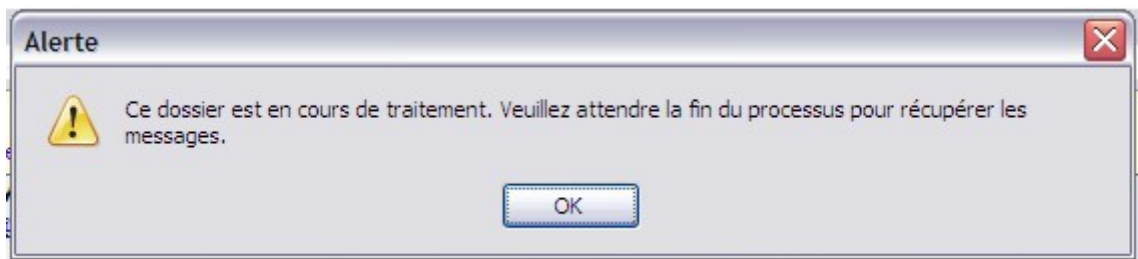 Alerte
Ce dossier est en cours de traitement. Veuillez attendre la fin du processus pour récupérer les
messages.
OK